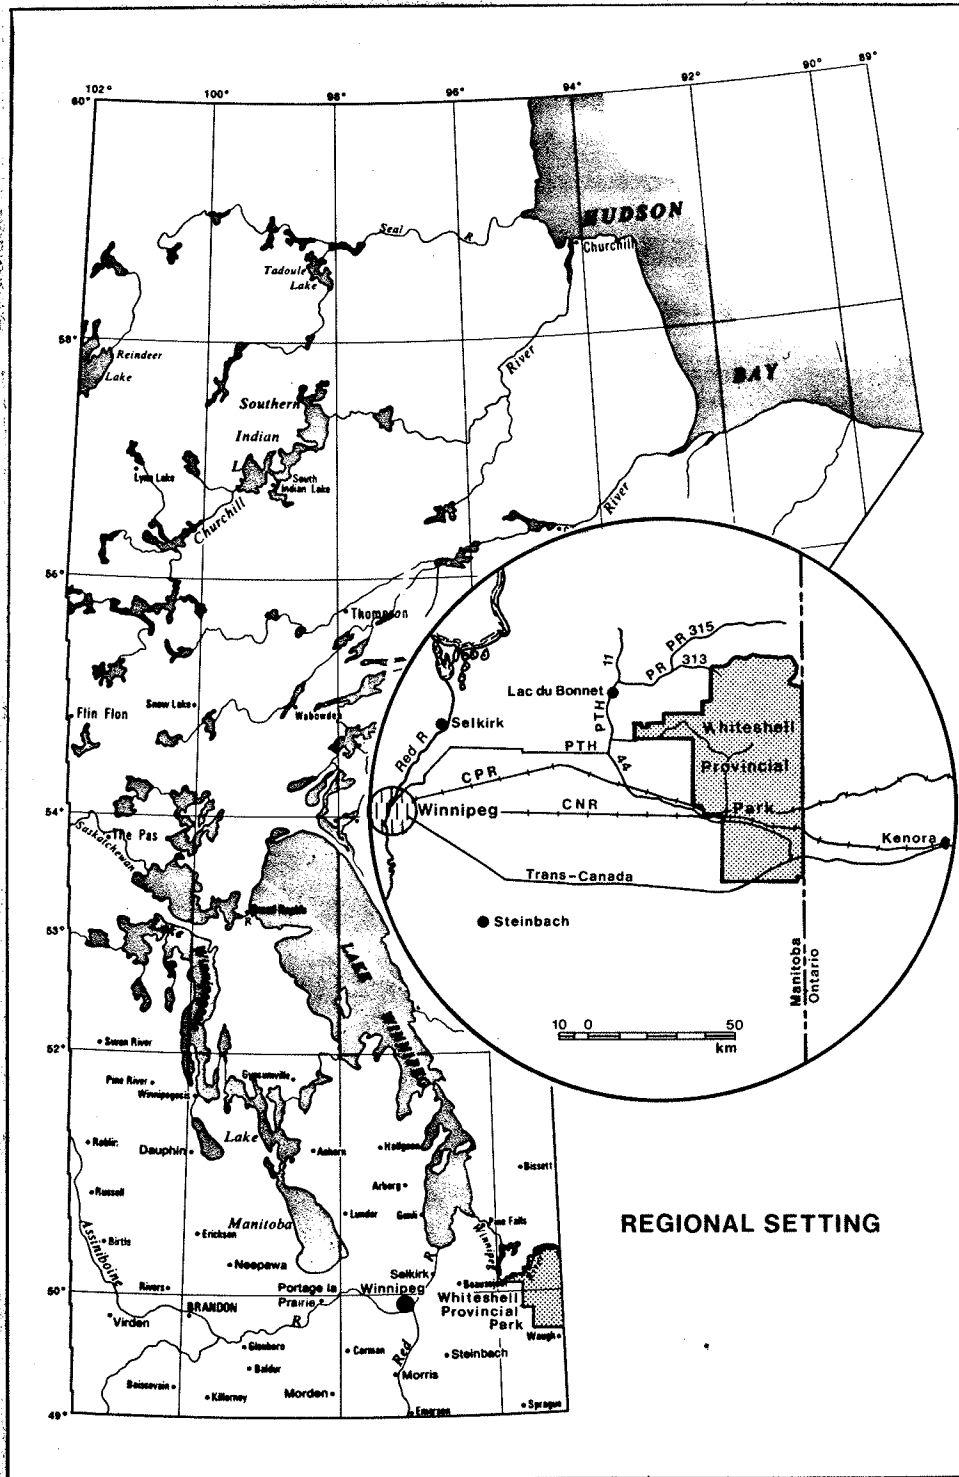 102°
100°
98°
96°
94°
92°
90°
89°
60°
HUDSON
Seal
R
Churchill
Tadoule
Lake
58°
Reindeer
Lake
River
BAY
Southern
Indian
L
Lynn Lake
South
Indian Lake
Churchill
River
56°
Thompson
PR 315
11
PR 313
Lac du Bonnet
Snow Lake
Flin Flon
Wabowden
PTH
Whiteshell
Selkirk
Red R
PTH
44
Provincial
CPR
54°
Winnipeg
CNR
Park
Saskatchewan
The Pas
Kenora
Trans-Canada
R
Steinbach
53°
LAKE
Manitoba
Ontario
10 0 50
km
WINNIPEG
Swan River
52°
Pine River
Winnipegosis
Gypsumville
Roblin
Dauphin
Lake
Ashern
Hodgson
Bissett
Russell
Arborg
REGIONAL SETTING
Manitoba
Lundar
Gimli
Pine Falls
Winnipeg
Assiniboine
Birtle
Erickson
Neepawa
R
Selkirk
50°
Rivers
Portage la
Prairie
Winnipeg
Beausejour
Whiteshell
Provincial
Park
BRANDON
Virden
R
Waugh
Glenboro
Carman
Red
Steinbach
Baldur
Morris
Boissevain
Killarney
Morden
49°
Emerson
Sprague